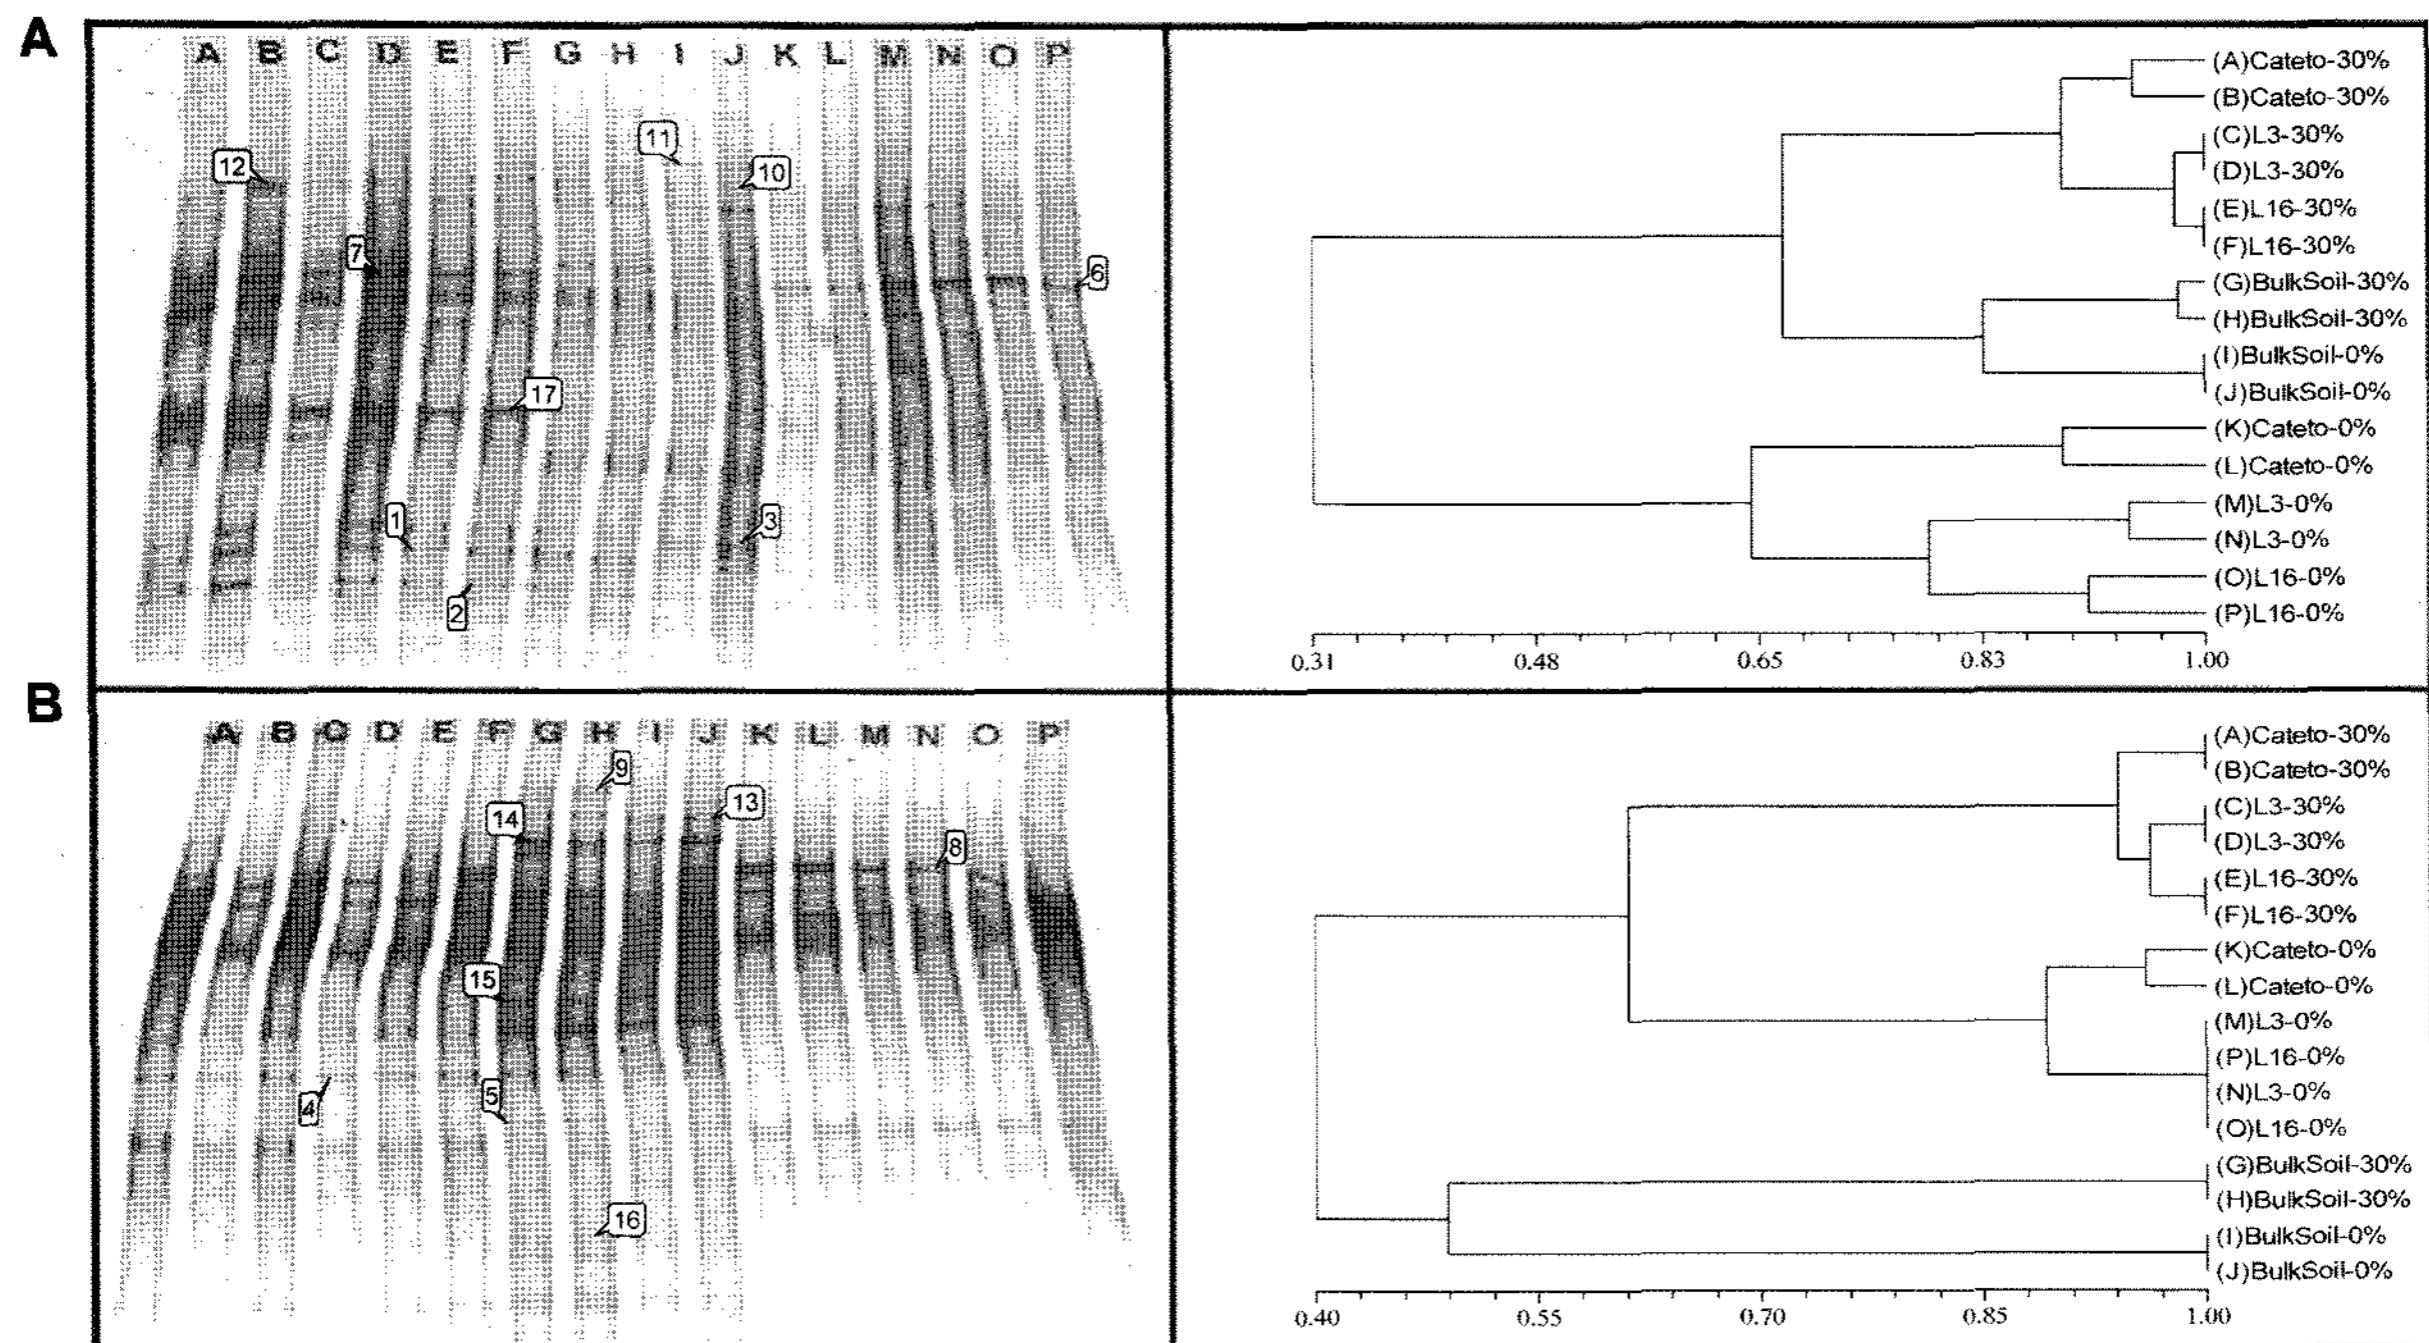 A
A B C D E F G H I J K L M N O P
11
12
10
7
6
17
1
3
2
(A)Cateto-30%
(B)Cateto-30%
(C)L3-30%
(D)L3-30%
(E)L16-30%
(F)L16-30%
(G)BulkSoil-30%
(H)BulkSoil-30%
(I)BulkSoil-0%
(J)BulkSoil-0%
(K)Cateto-0%
(L)Cateto-0%
(M)L3-0%
(N)L3-0%
(O)L16-0%
(P)L16-0%
0.31 0.48 0.65 0.83 1.00
B
A B C D E F G H I J K L M N O P
9
13
14
8
15
4
5
16
(A)Cateto-30%
(B)Cateto-30%
(C)L3-30%
(D)L3-30%
(E)L16-30%
(F)L16-30%
(K)Cateto-0%
(L)Cateto-0%
(M)L3-0%
(P)L16-0%
(N)L3-0%
(O)L16-0%
(G)BulkSoil-30%
(H)BulkSoil-30%
(I)BulkSoil-0%
(J)BulkSoil-0%
0.40 0.55 0.70 0.85 1.00